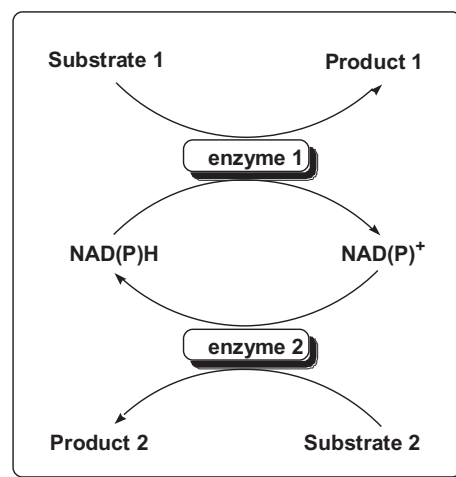 Substrate 1
Product 1
enzyme 1
NAD(P)H
NAD(P)⁺
enzyme 2
Product 2
Substrate 2